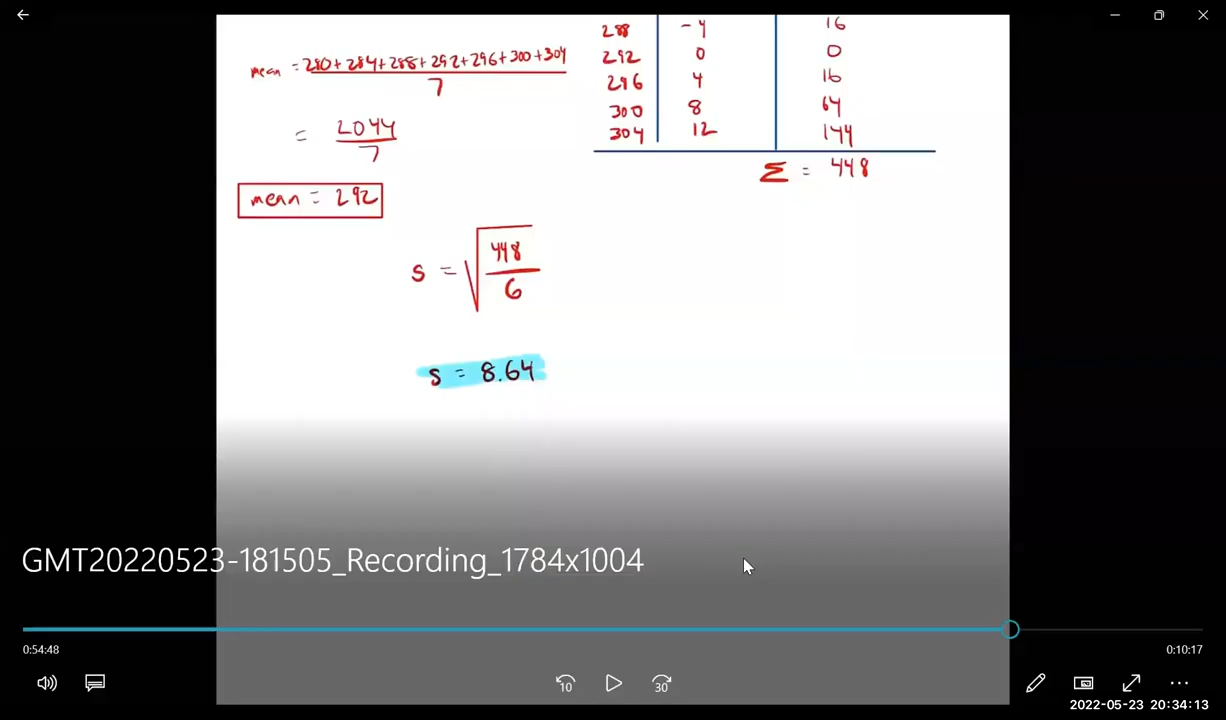 288 -4 16
mean = 280+284+288+292+296+300+304
7
292 0 0
296 4 16
300 8 64
304 12 144
= 2044
7
Σ = 448
mean = 292
s = √448
6
s = 8.64
GMT20220523-181505_Recording_1784x1004
0:54:48 0:10:17
10 30
2022-05-23 20:34:13